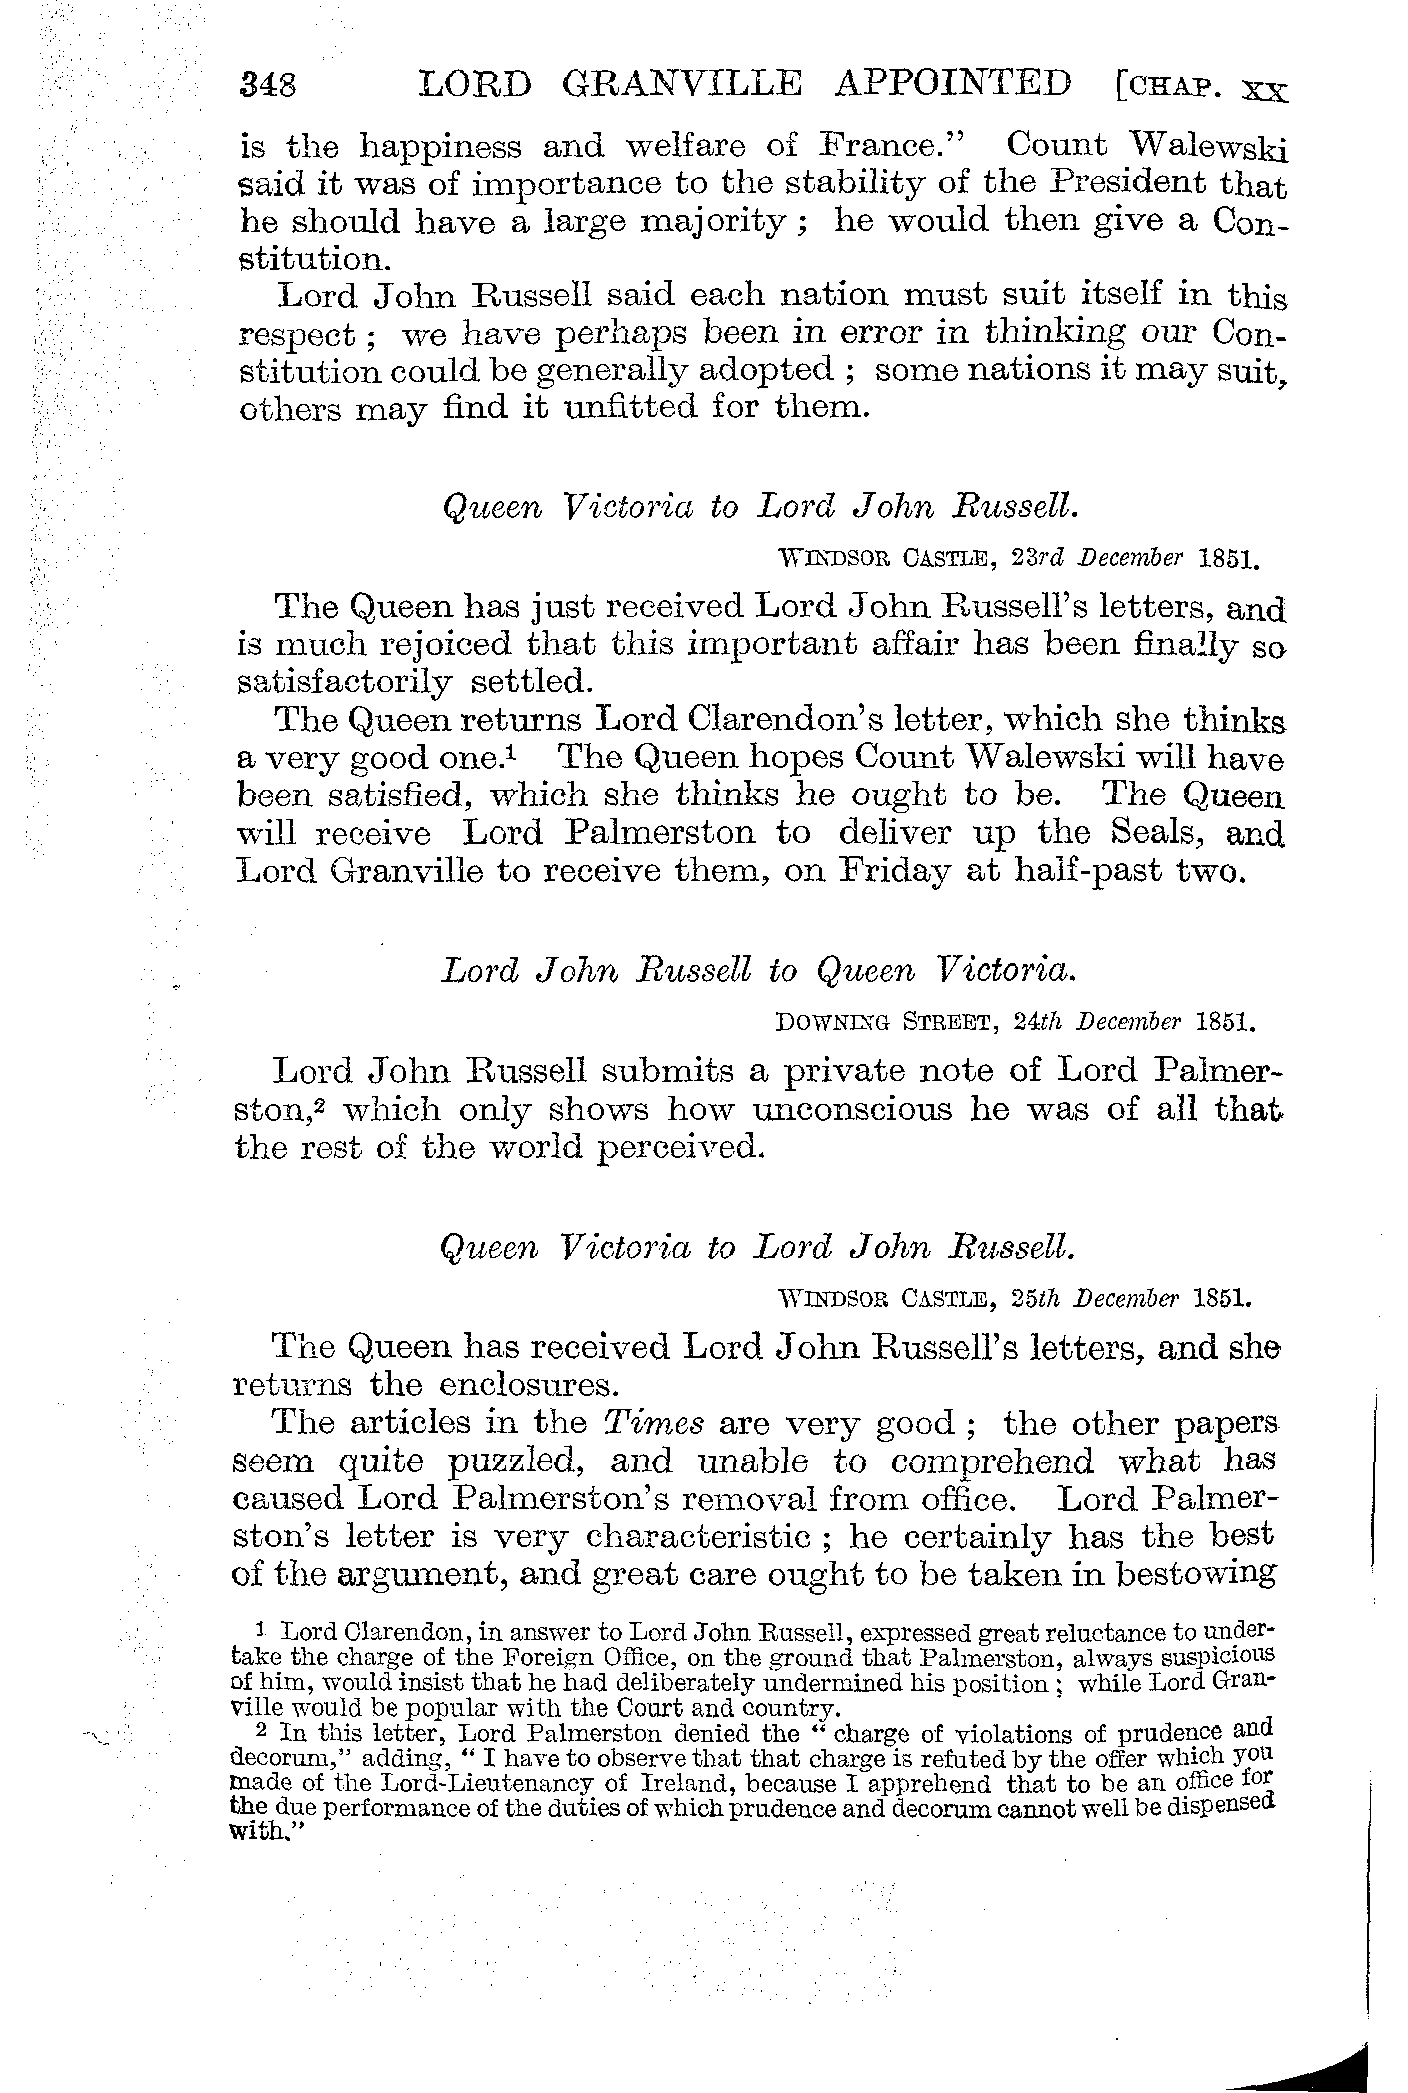 348 LORD GRANVILLE APPOINTED [CHAP. XX
is the happiness and welfare of France." Count Walewski
said it was of importance to the stability of the President that
he should have a large majority ; he would then give a Con-
stitution.
Lord John Russell said each nation must suit itself in this
respect ; we have perhaps been in error in thinking our Con-
stitution could be generally adopted ; some nations it may suit,
others may find it unfitted for them.
Queen Victoria to Lord John Russell.
WINDSOR CASTLE, 23rd December 1851.
The Queen has just received Lord John Russell's letters, and
is much rejoiced that this important affair has been finally so
satisfactorily settled.
The Queen returns Lord Clarendon's letter, which she thinks
a very good one.¹ The Queen hopes Count Walewski will have
been satisfied, which she thinks he ought to be. The Queen
will receive Lord Palmerston to deliver up the Seals, and
Lord Granville to receive them, on Friday at half-past two.
Lord John Russell to Queen Victoria.
DOWNING STREET, 24th December 1851.
Lord John Russell submits a private note of Lord Palmer-
ston,² which only shows how unconscious he was of all that
the rest of the world perceived.
Queen Victoria to Lord John Russell.
WINDSOR CASTLE, 25th December 1851.
The Queen has received Lord John Russell's letters, and she
returns the enclosures.
The articles in the Times are very good ; the other papers
seem quite puzzled, and unable to comprehend what has
caused Lord Palmerston's removal from office. Lord Palmer-
ston's letter is very characteristic ; he certainly has the best
of the argument, and great care ought to be taken in bestowing
¹ Lord Clarendon, in answer to Lord John Russell, expressed great reluctance to under-
take the charge of the Foreign Office, on the ground that Palmerston, always suspicious
of him, would insist that he had deliberately undermined his position ; while Lord Gran-
ville would be popular with the Court and country.
² In this letter, Lord Palmerston denied the "charge of violations of prudence and
decorum," adding, "I have to observe that that charge is refuted by the offer which you
made of the Lord-Lieutenancy of Ireland, because I apprehend that to be an office for
the due performance of the duties of which prudence and decorum cannot well be dispensed
with."